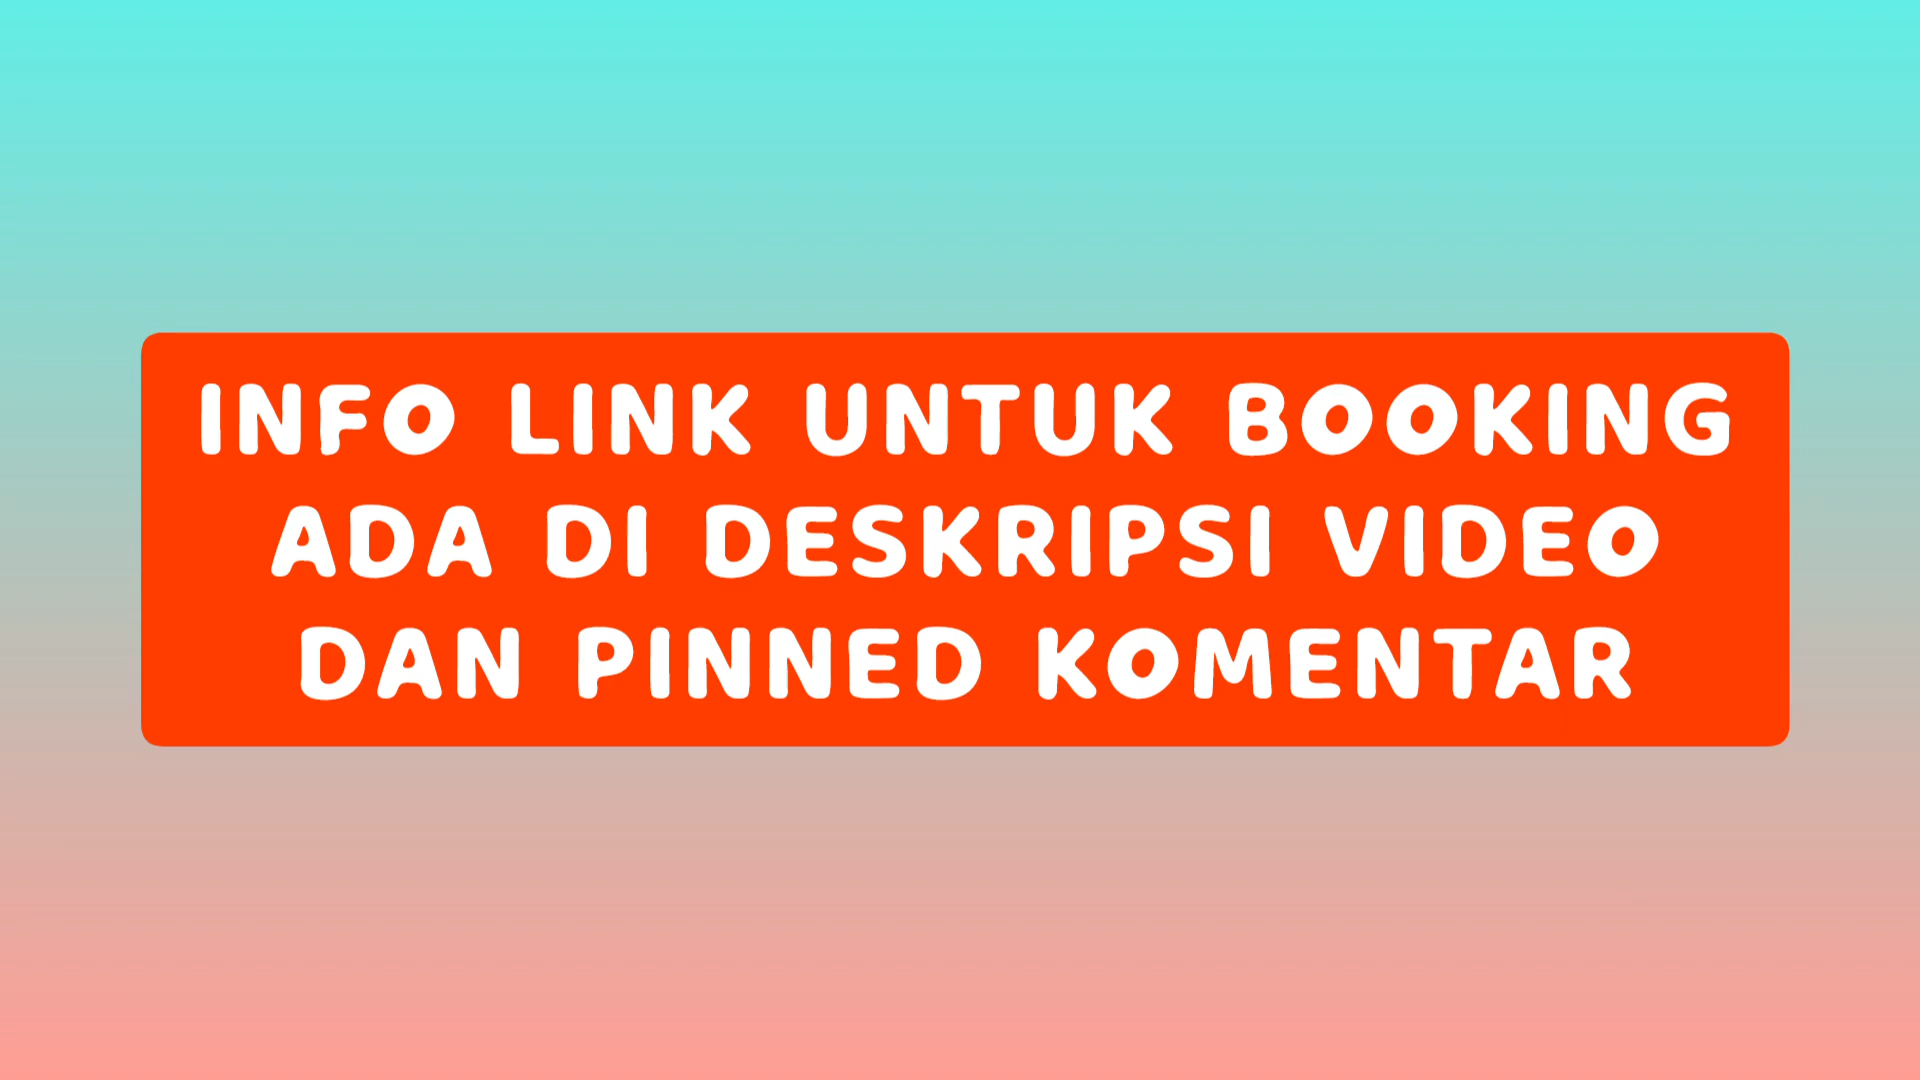 INFO LINK UNTUK BOOKING
ADA DI DESKRIPSI VIDEO
DAN PINNED KOMENTAR